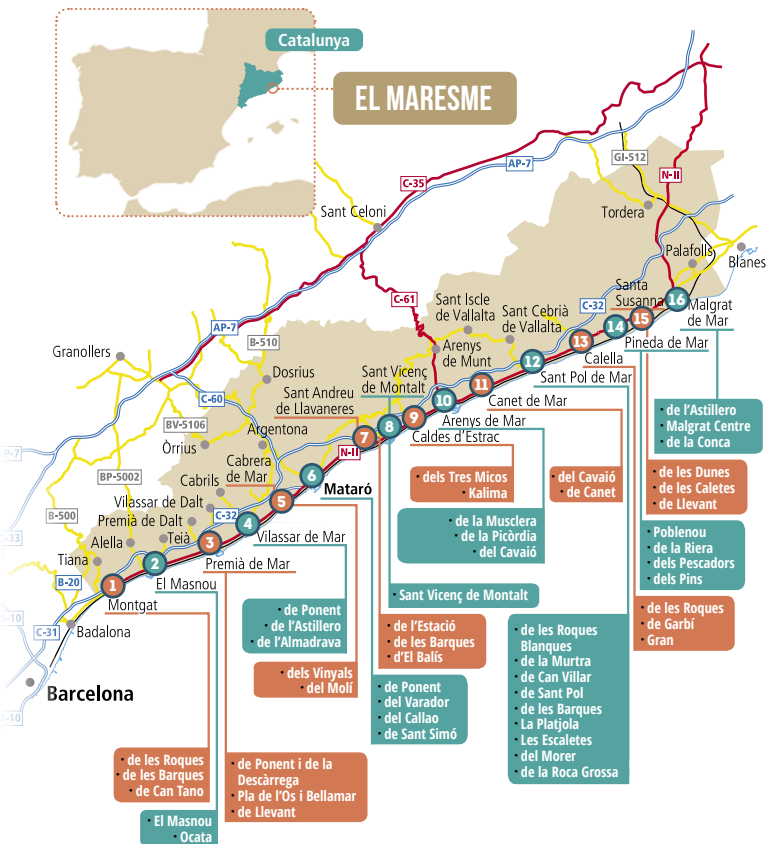 Catalunya
EL MARESME
GI-512
AP-7
N-II
C-35
Tordera
Sant Celoni
Palafolls
Blanes
C-61
Santa
Susanna
16
Malgrat
de Mar
Sant Iscle
de Vallalta
Sant Cebrià
de Vallalta
C-32
15
14
Pineda de Mar
AP-7
B-510
Granollers
Arenys
de Munt
13
Calella
12
Sant Pol de Mar
Dosrius
Sant Vicenç
de Montalt
Sant Andreu
de Llavaneres
11
Canet de Mar
10
Arenys de Mar
C-60
BV-5106
Argentona
9
Caldes d'Estrac
8
7
N-II
Òrrius
Cabrera
de Mar
BP-5002
Cabrils
6
Mataró
5
P-7
Vilassar de Dalt
B-500
Premià de Dalt
C-32
4
Vilassar de Mar
C-33
Alella
Teià
3
Premià de Mar
Tiana
2
El Masnou
B-20
1
Montgat
B-10
C-31
Badalona
Barcelona
B-10
· de l'Astillero
· Malgrat Centre
· de la Conca
· de les Dunes
· de les Caletes
· de Llevant
· dels Tres Micos
· Kalima
· del Cavaió
· de Canet
· de la Musclera
· de la Picòrdia
· del Cavaió
· Poblenou
· de la Riera
· dels Pescadors
· dels Pins
· Sant Vicenç de Montalt
· de Ponent
· de l'Astillero
· de l'Almadrava
· de l'Estació
· de les Barques
· d'El Balís
· de les Roques
· de Garbí
· Gran
· dels Vinyals
· del Molí
· de Ponent
· del Varador
· del Callao
· de Sant Simó
· de les Roques
Blanques
· de la Murtra
· de Can Villar
· de Sant Pol
· de les Barques
· La Platjola
· Les Escaletes
· del Morer
· de la Roca Grossa
· de les Roques
· de les Barques
· de Can Tano
· de Ponent i de la
Descàrrega
· Pla de l'Os i Bellamar
· de Llevant
· El Masnou
· Ocata